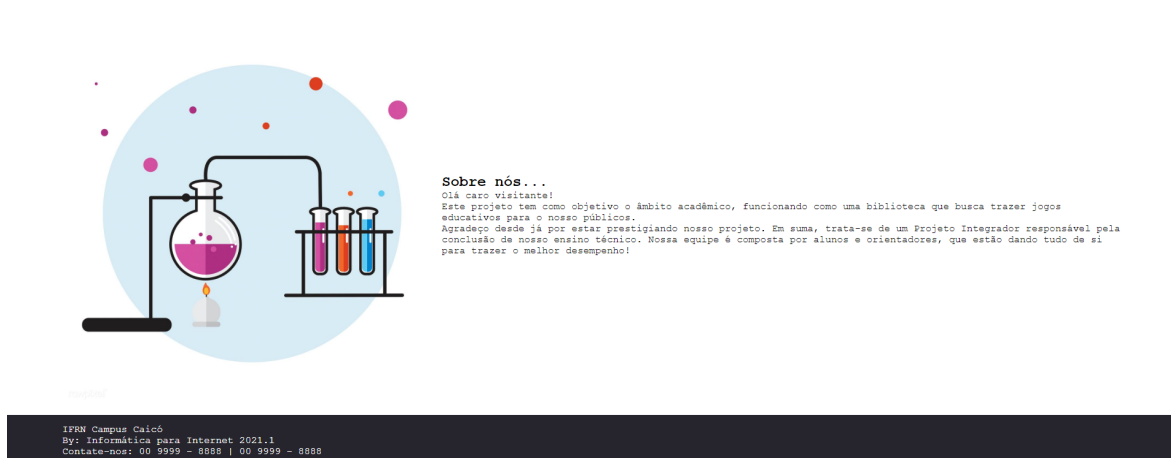 Sobre nós...
Olá caro visitante!
Este projeto tem como objetivo o âmbito acadêmico, funcionando como uma biblioteca que busca trazer jogos
educativos para o nosso públicos.
Agradeço desde já por estar prestigiando nosso projeto. Em suma, trata-se de um Projeto Integrador responsável pela
conclusão de nosso ensino técnico. Nossa equipe é composta por alunos e orientadores, que estão dando tudo de si
para trazer o melhor desempenho!
IFRN Campus Caicó
By: Informática para Internet 2021.1
Contate-nos: 00 9999 - 8888 | 00 9999 - 8888